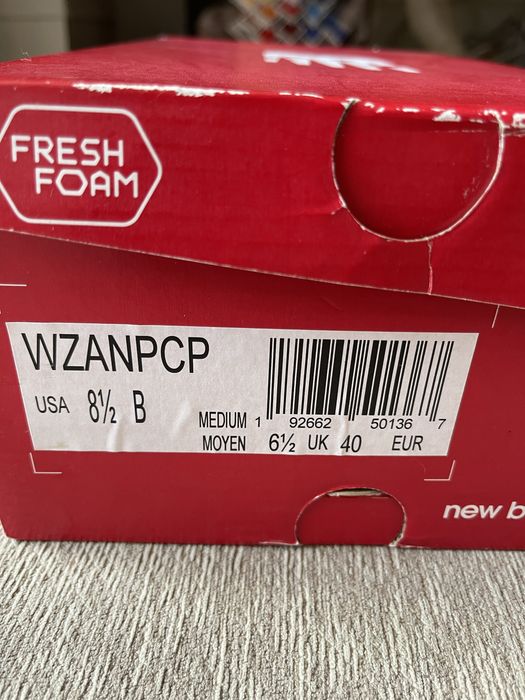 FRESH
FOAM
WZANPCP
USA 8½ B
MEDIUM 1 92662 50136 7
MOYEN 6½ UK 40 EUR
new b